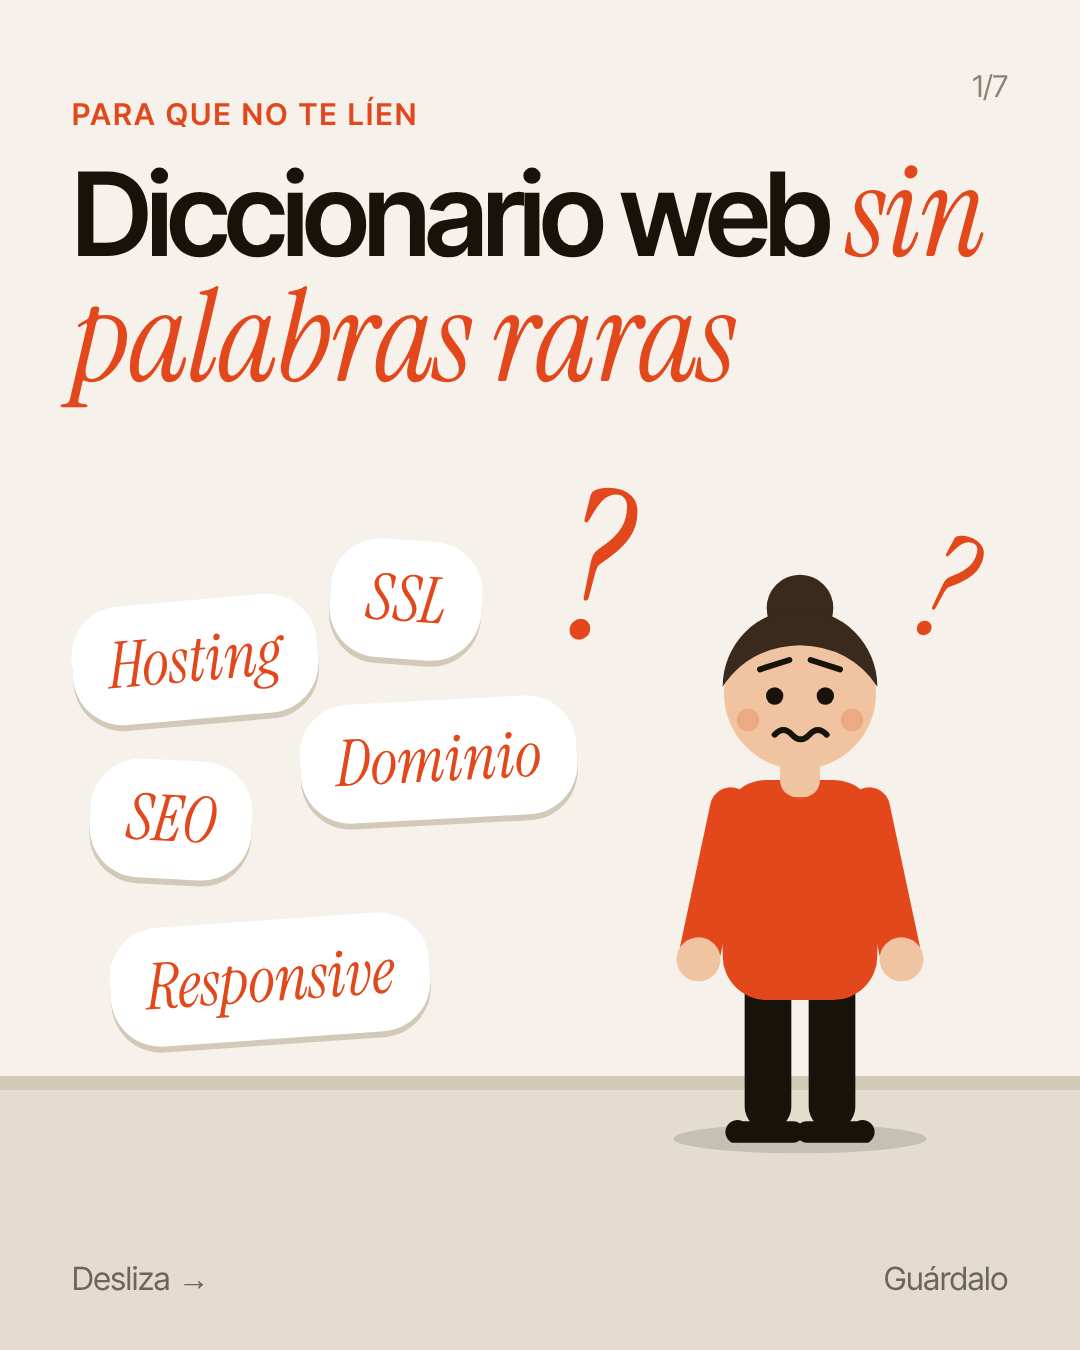 1/7
PARA QUE NO TE LÍEN
Diccionario web sin
palabras raras
?
?
SSL
Hosting
Dominio
SEO
Responsive
Desliza →
Guárdalo